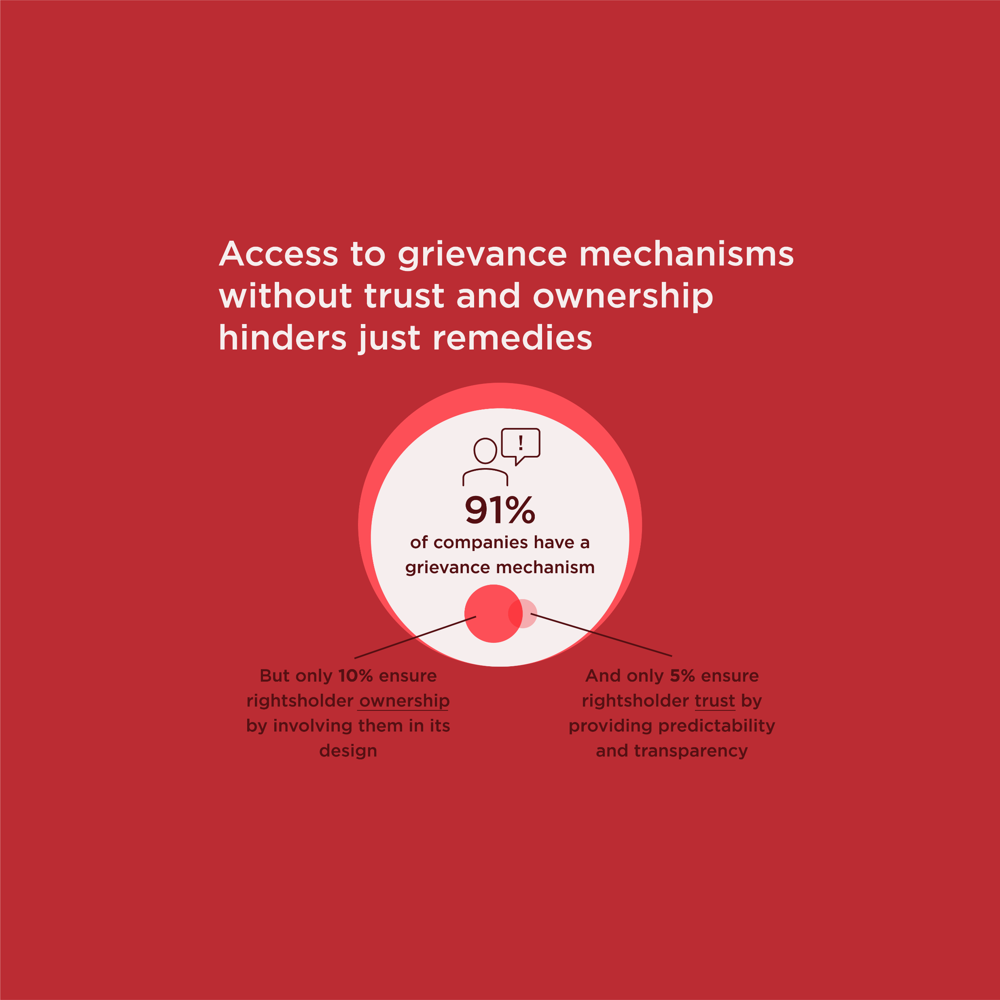 Access to grievance mechanisms
without trust and ownership
hinders just remedies
!
91%
of companies have a
grievance mechanism
But only 10% ensure
rightsholder ownership
by involving them in its
design
And only 5% ensure
rightsholder trust by
providing predictability
and transparency